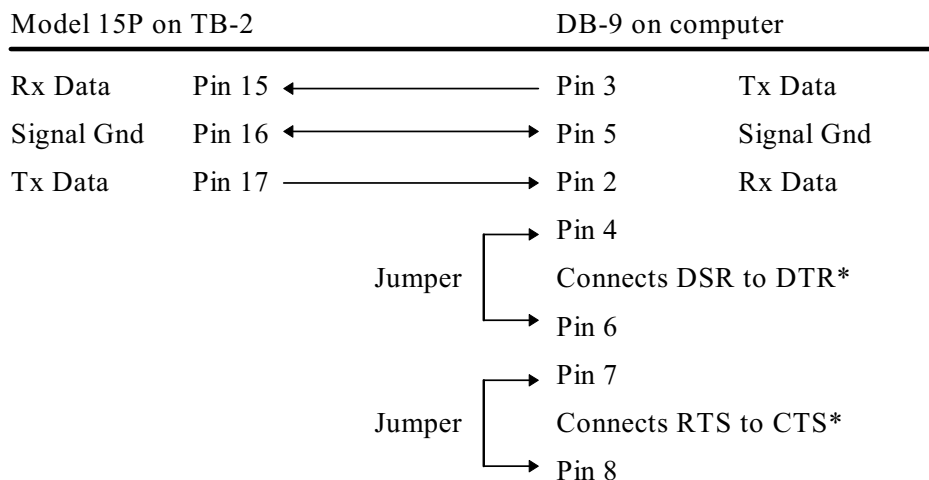 Model 15P on TB-2 DB-9 on computer
Rx Data Pin 15 Pin 3 Tx Data
Signal Gnd Pin 16 Pin 5 Signal Gnd
Tx Data Pin 17 Pin 2 Rx Data
Pin 4
Jumper Connects DSR to DTR*
Pin 6
Pin 7
Jumper Connects RTS to CTS*
Pin 8